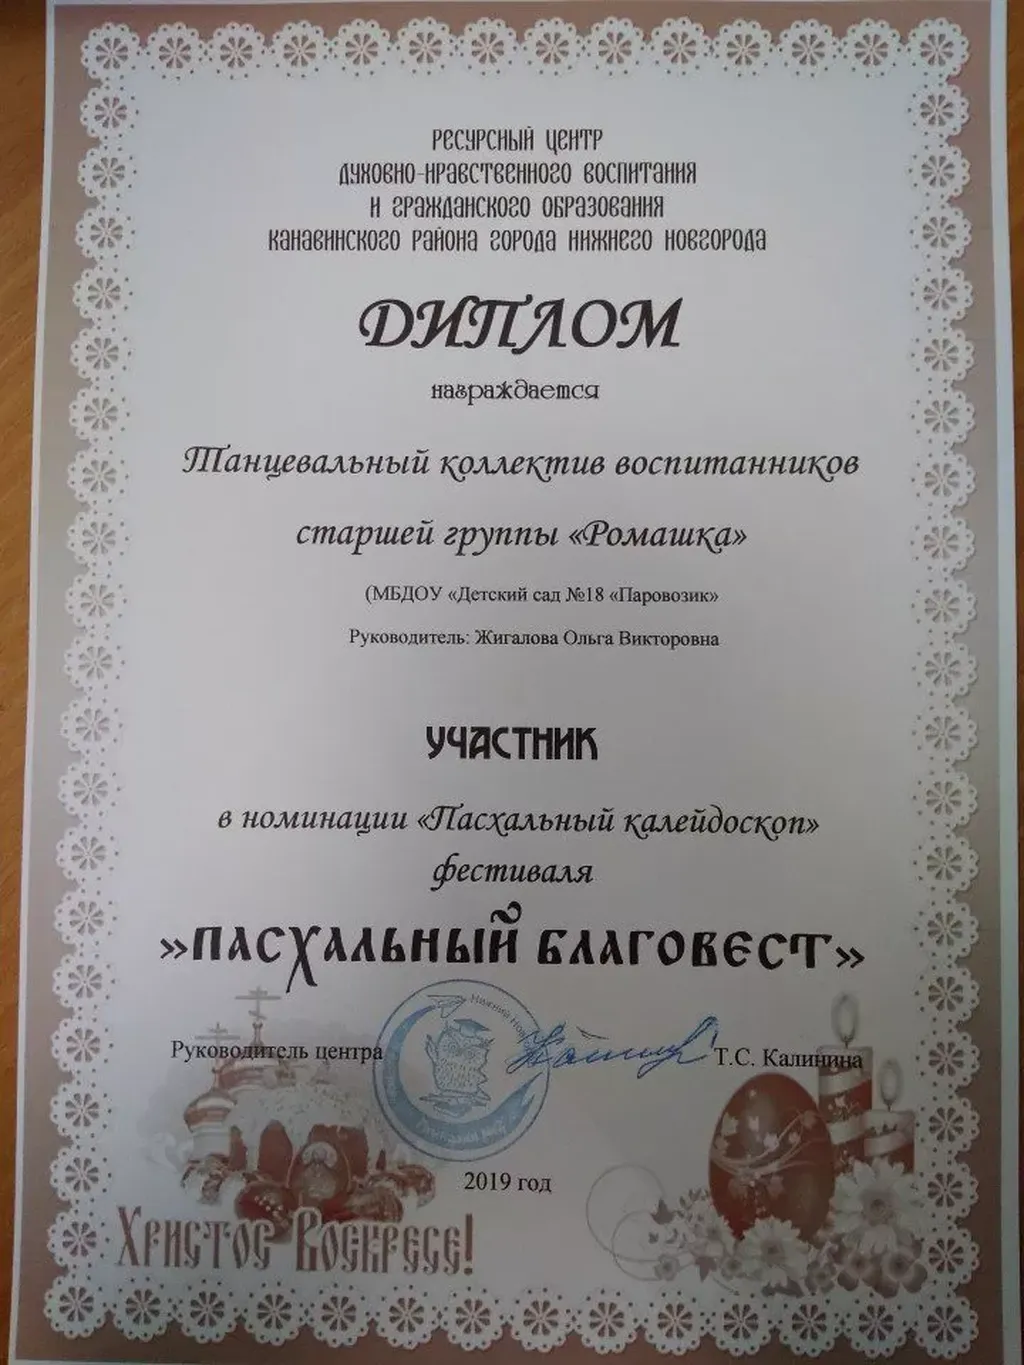 РЕСУРСНЫЙ ЦЕНТР
ДУХОВНО-НРАВСТВЕННОГО ВОСПИТАНИЯ
И ГРАЖДАНСКОГО ОБРАЗОВАНИЯ
КАНАВИНСКОГО РАЙОНА ГОРОДА НИЖНЕГО НОВГОРОДА
ДИПЛОМ
награждается
Танцевальный коллектив воспитанников
старшей группы «Ромашка»
(МБДОУ «Детский сад №18 «Паровозик»
Руководитель: Жигалова Ольга Викторовна
УЧАСТНИК
в номинации «Пасхальный калейдоскоп»
фестиваля
»ПАСХАЛЬНЫЙ БЛАГОВЕСТ»
Нижний
Руководитель центра
Т.С. Калинина
2019 год
Христос Воскресе!